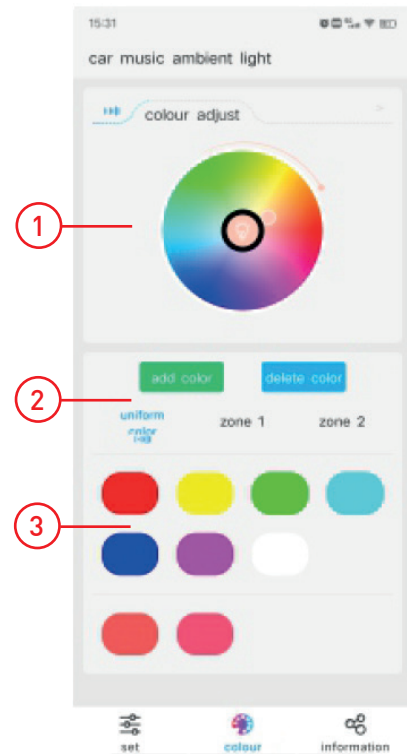 15:31
car music ambient light
colour adjust
1
add color delete color
2
uniform zone 1 zone 2
color
3
set colour information